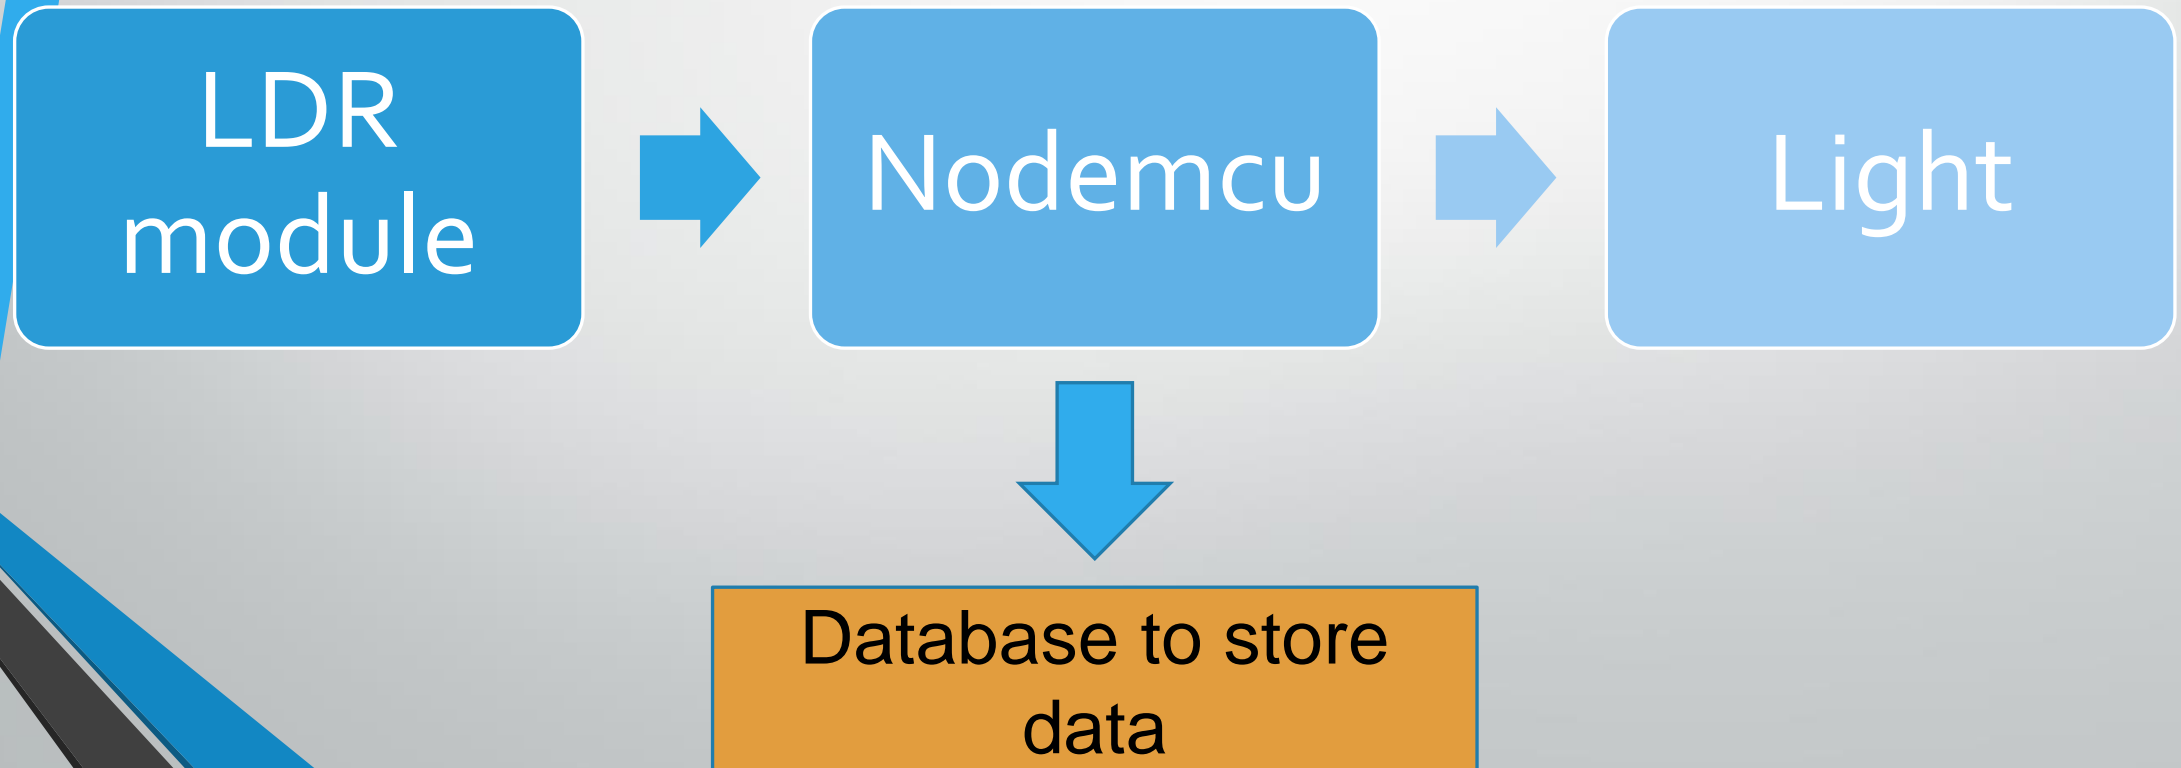 LDR
module
Nodemcu
Light
Database to store
data